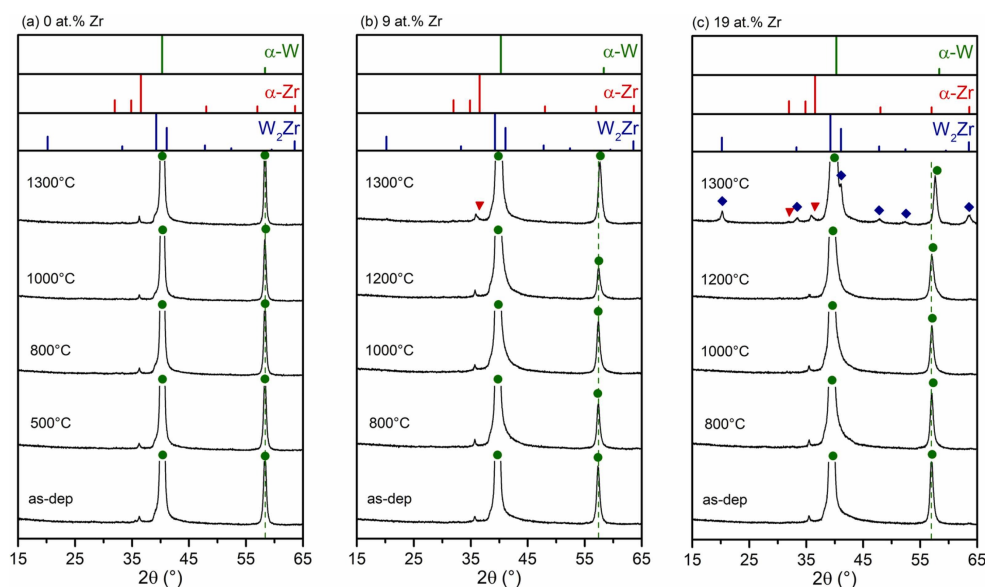 (a) 0 at.% Zr
α-W
α-Zr
W₂Zr
1300°C
1000°C
800°C
500°C
as-dep
15 25 35 45 55 65
2θ (°)
(b) 9 at.% Zr
α-W
α-Zr
W₂Zr
1300°C
1200°C
1000°C
800°C
as-dep
15 25 35 45 55 65
2θ (°)
(c) 19 at.% Zr
α-W
α-Zr
W₂Zr
1300°C
1200°C
1000°C
800°C
as-dep
15 25 35 45 55 65
2θ (°)